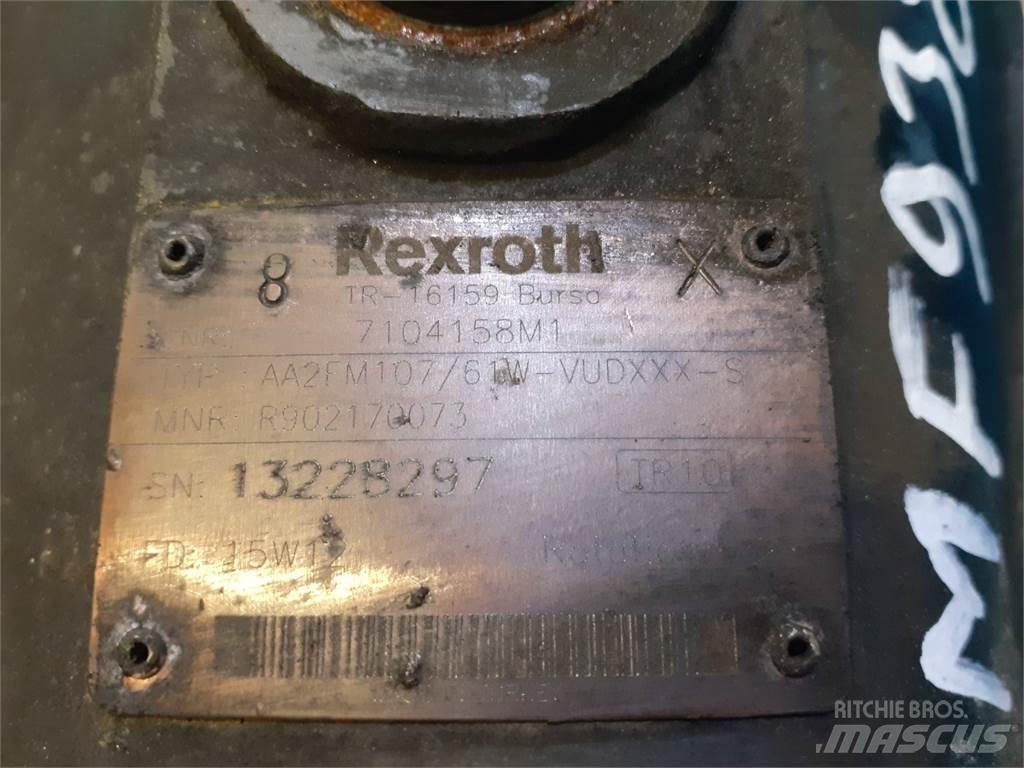 8 Rexroth X
TR-16159 Bursa
7104158M1
TYP: AA2FM107/61W-VUDXXX-S
MNR: R902170073
SN: 13228297 TR10
FD: 15W12
MF93
RITCHIE BROS.
MASCUS